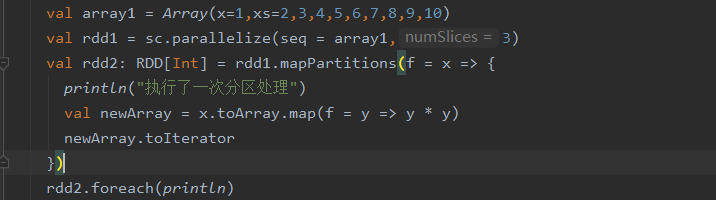 val array1 = Array(x=1,xs=2,3,4,5,6,7,8,9,10)
val rdd1 = sc.parallelize(seq = array1, numSlices = 3)
val rdd2: RDD[Int] = rdd1.mapPartitions(f = x => {
println("执行了一次分区处理")
val newArray = x.toArray.map(f = y => y * y)
newArray.toIterator
})
rdd2.foreach(println)